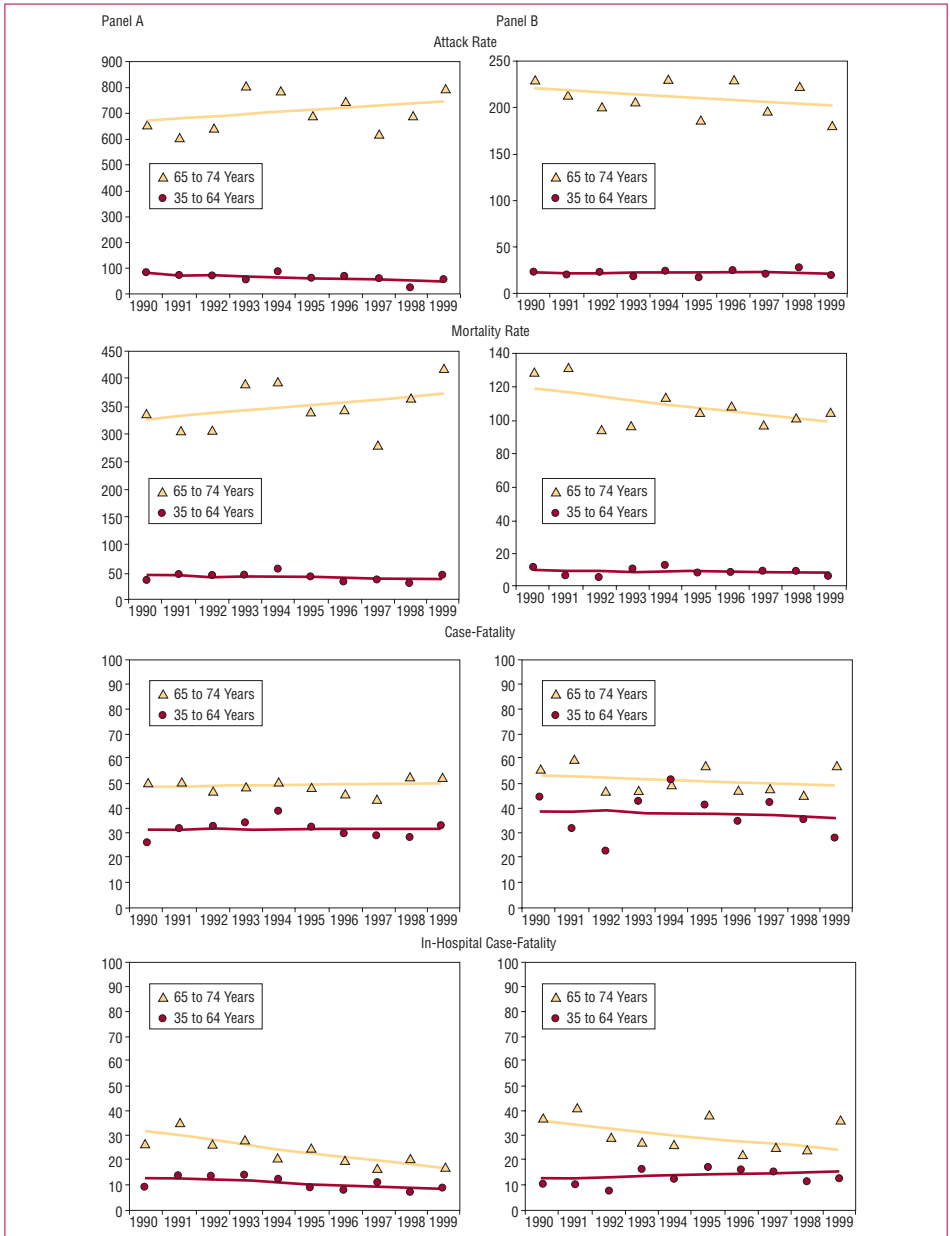 Panel A Panel B
Attack Rate
900
800
700
600
500
400
300
200
100
0
△ 65 to 74 Years
● 35 to 64 Years
1990 1991 1992 1993 1994 1995 1996 1997 1998 1999
250
200
150
100
50
0
△ 65 to 74 Years
● 35 to 64 Years
1990 1991 1992 1993 1994 1995 1996 1997 1998 1999
Mortality Rate
450
350
300
250
200
150
100
50
0
△ 65 to 74 Years
● 35 to 64 Years
1990 1991 1992 1993 1994 1995 1996 1997 1998 1999
140
120
100
80
60
40
20
0
△ 65 to 74 Years
● 35 to 64 Years
1990 1991 1992 1993 1994 1995 1996 1997 1998 1999
Case-Fatality
100
90
80
70
60
50
40
30
20
10
0
△ 65 to 74 Years
● 35 to 64 Years
1990 1991 1992 1993 1994 1995 1996 1997 1998 1999
100
90
80
70
60
50
40
30
20
10
0
△ 65 to 74 Years
● 35 to 64 Years
1990 1991 1992 1993 1994 1995 1996 1997 1998 1999
In-Hospital Case-Fatality
100
90
80
70
60
50
40
30
20
10
0
△ 65 to 74 Years
● 35 to 64 Years
1990 1991 1992 1993 1994 1995 1996 1997 1998 1999
100
90
80
70
60
50
40
30
20
10
0
△ 65 to 74 Years
● 35 to 64 Years
1990 1991 1992 1993 1994 1995 1996 1997 1998 1999